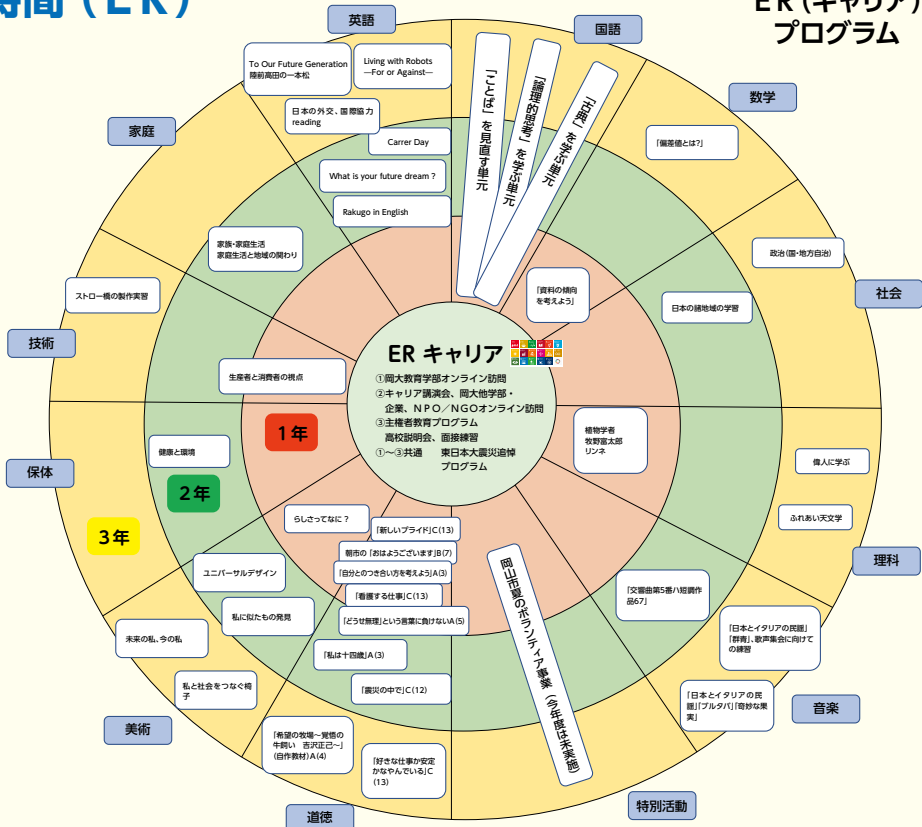 時間（ER）
ER（キャリア）
プログラム
英語
国語
数学
社会
理科
音楽
特別活動
道徳
美術
保体
技術
家庭
To Our Future Generation
陸前高田の一本松
Living with Robots
―For or Against―
日本の外交、国際協力
reading
Carrer Day
What is your future dream ?
Rakugo in English
「ことば」を見直す単元
「論理的思考」を学ぶ単元
「古典」を学ぶ単元
「偏差値とは?」
「資料の傾向
を考えよう」
政治（国・地方自治）
日本の諸地域の学習
植物学者
牧野富太郎
リンネ
偉人に学ぶ
ふれあい天文学
「交響曲第5番ハ短調作
品67」
「日本とイタリアの民謡」
「群青」、歌声集会に向けて
の練習
「日本とイタリアの民
謡」「ブルタバ」「奇妙な果
実」
岡山市夏のボランティア事業（今年度は未実施）
家族・家庭生活
家庭生活と地域の関わり
ストロー橋の製作実習
生産者と消費者の視点
健康と環境
1年
2年
3年
ER キャリア
①岡大教育学部オンライン訪問
②キャリア講演会、岡大他学部・
企業、NPO／NGOオンライン訪問
③主権者教育プログラム
高校説明会、面接練習
①～③共通　東日本大震災追悼
プログラム
らしさってなに？
ユニバーサルデザイン
私に似たもの発見
未来の私、今の私
私と社会をつなぐ椅
子
「新しいプライド」C(13)
朝市の「おはようございます」B(7)
「自分とのつき合い方を考えよう」A(3)
「看護する仕事」C(13)
「どうせ無理」という言葉に負けないA(5)
「私は十四歳」A(3)
「震災の中で」C(12)
「希望の牧場～覚悟の
牛飼い　吉沢正己～」
(自作教材)A(4)
「好きな仕事か安定
かなやんでいる」C
(13)